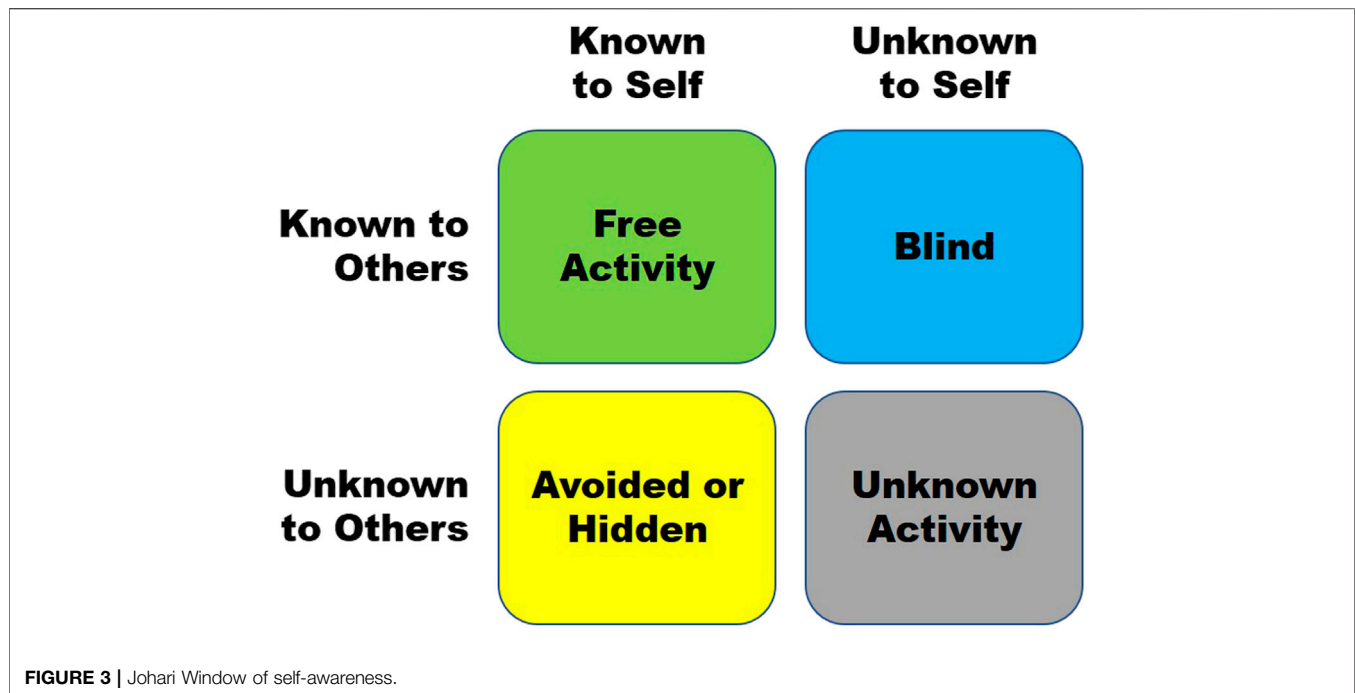 Known
to Self
Unknown
to Self
Known to
Others
Free
Activity
Blind
Unknown
to Others
Avoided or
Hidden
Unknown
Activity
FIGURE 3 | Johari Window of self-awareness.